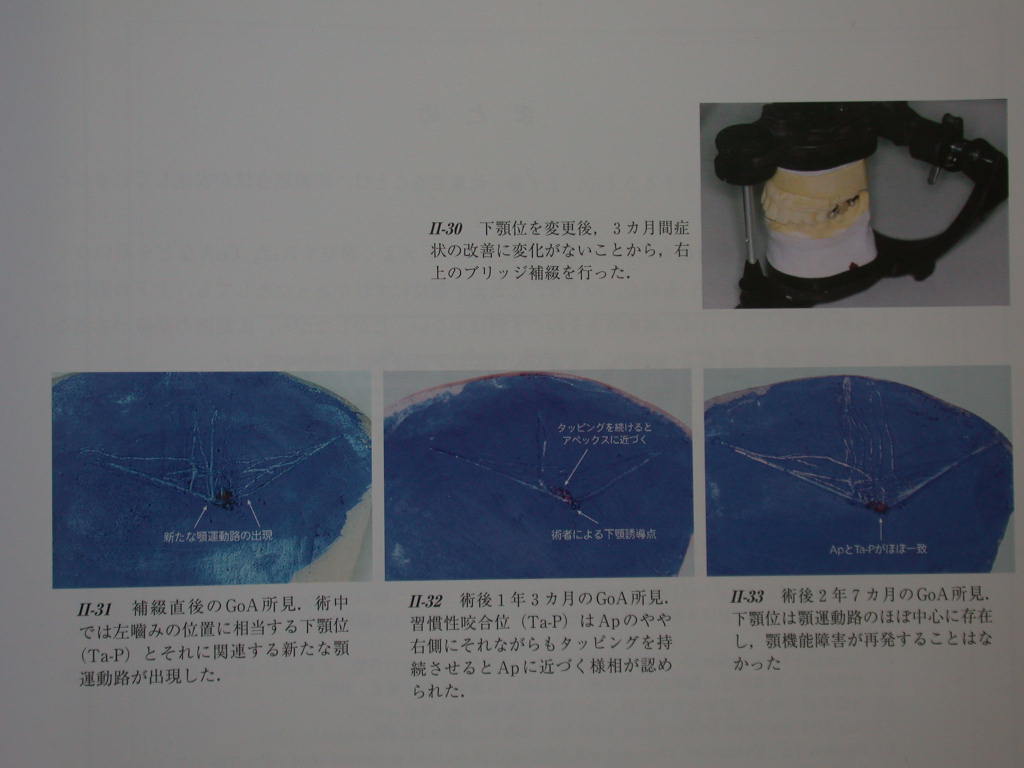 II-30 下顎位を変更後,3カ月間症
状の改善に変化がないことから,右
上のブリッジ補綴を行った.
新たな顎運動路の出現
II-31 補綴直後のGoA所見.術中
では左嚙みの位置に相当する下顎位
(Ta-P)とそれに関連する新たな顎
運動路が出現した.
タッピングを続けると
アペックスに近づく
術者による下顎誘導点
II-32 術後1年3カ月のGoA所見.
習慣性咬合位(Ta-P)はApのやや
右側にそれながらもタッピングを持
続させるとApに近づく様相が認め
られた.
ApとTa-Pがほぼ一致
II-33 術後2年7カ月のGoA所見.
下顎位は顎運動路のほぼ中心に存在
し,顎機能障害が再発することはな
かった